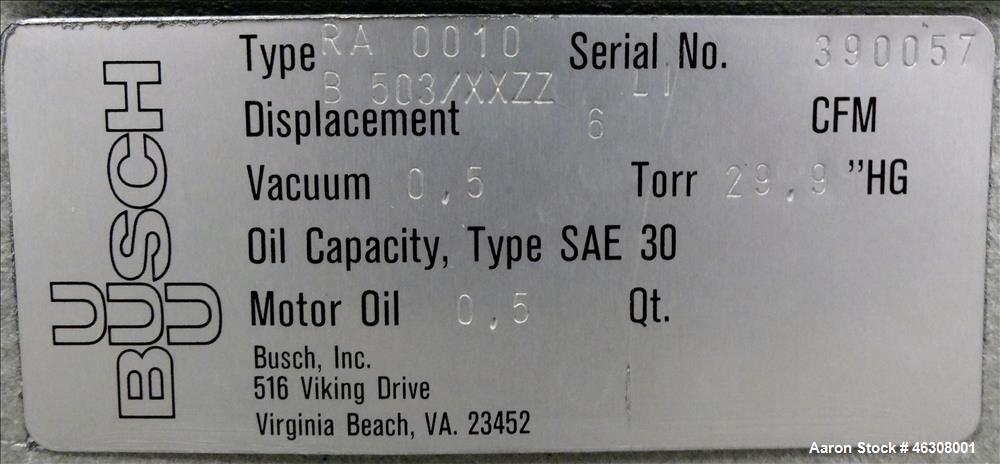 BUSCH
U U
Type RA 0010 Serial No. 390057
B 503/XXZZ LI
Displacement 6 CFM
Vacuum 0,5 Torr 29,9 "HG
Oil Capacity, Type SAE 30
Motor Oil 0,5 Qt.
Busch, Inc.
516 Viking Drive
Virginia Beach, VA. 23452
Aaron Stock # 46308001